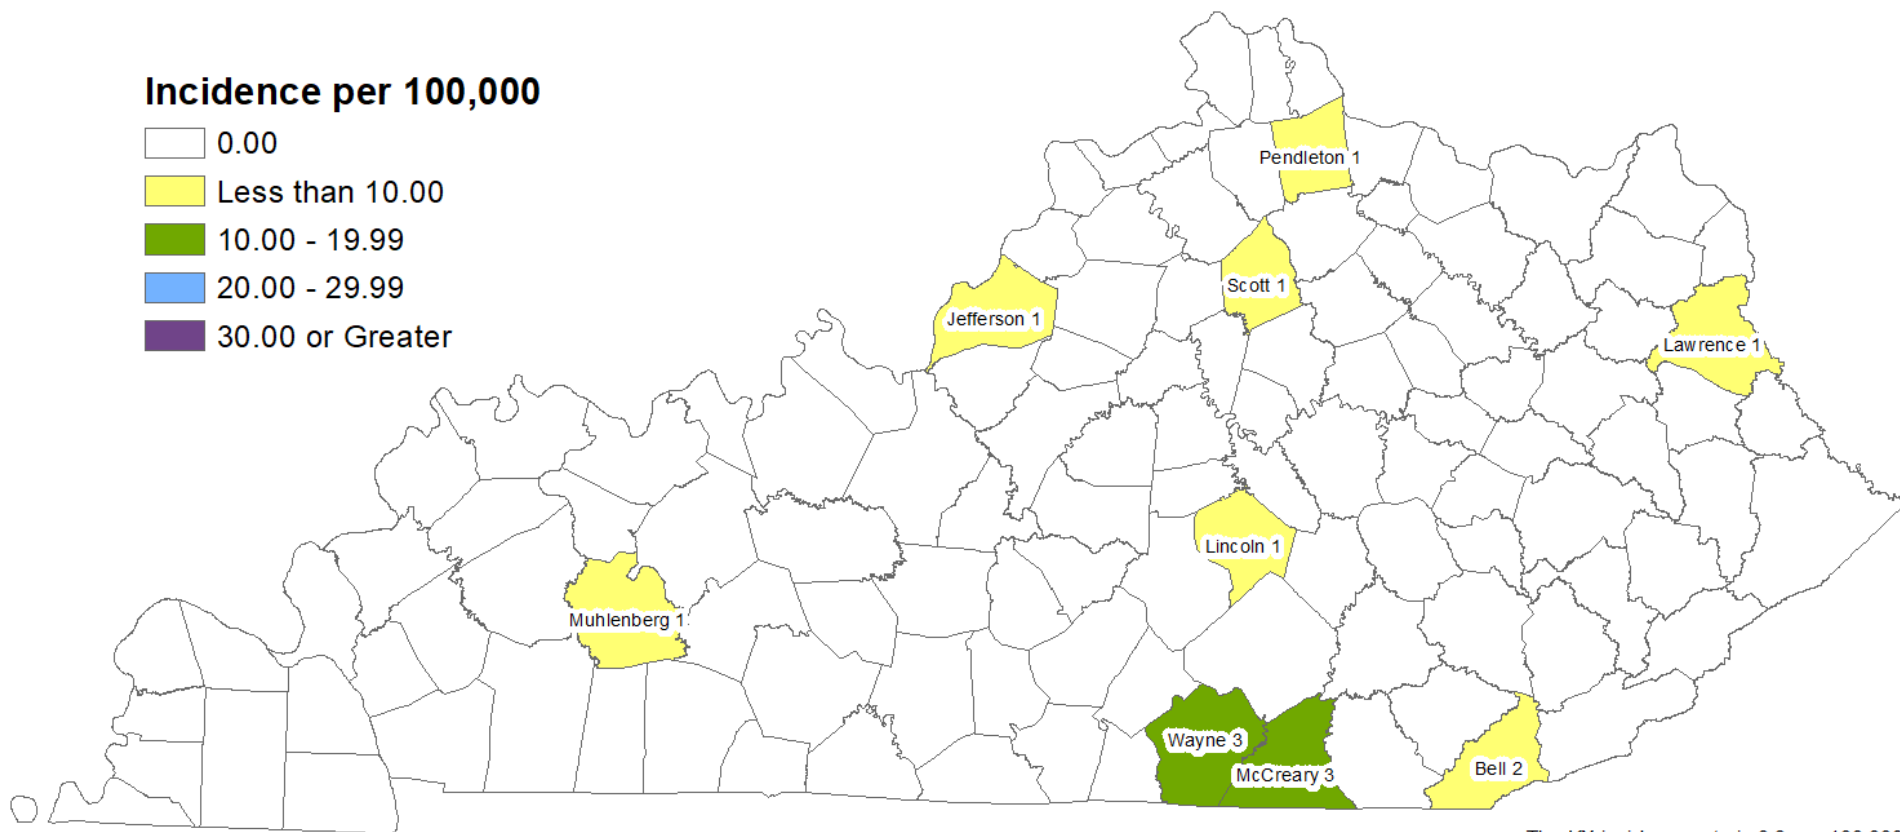 Incidence per 100,000
0.00
Less than 10.00
10.00 - 19.99
20.00 - 29.99
30.00 or Greater
Pendleton 1
Scott 1
Jefferson 1
Lawrence 1
Lincoln 1
Muhlenberg 1
Wayne 3
McCreary 3
Bell 2